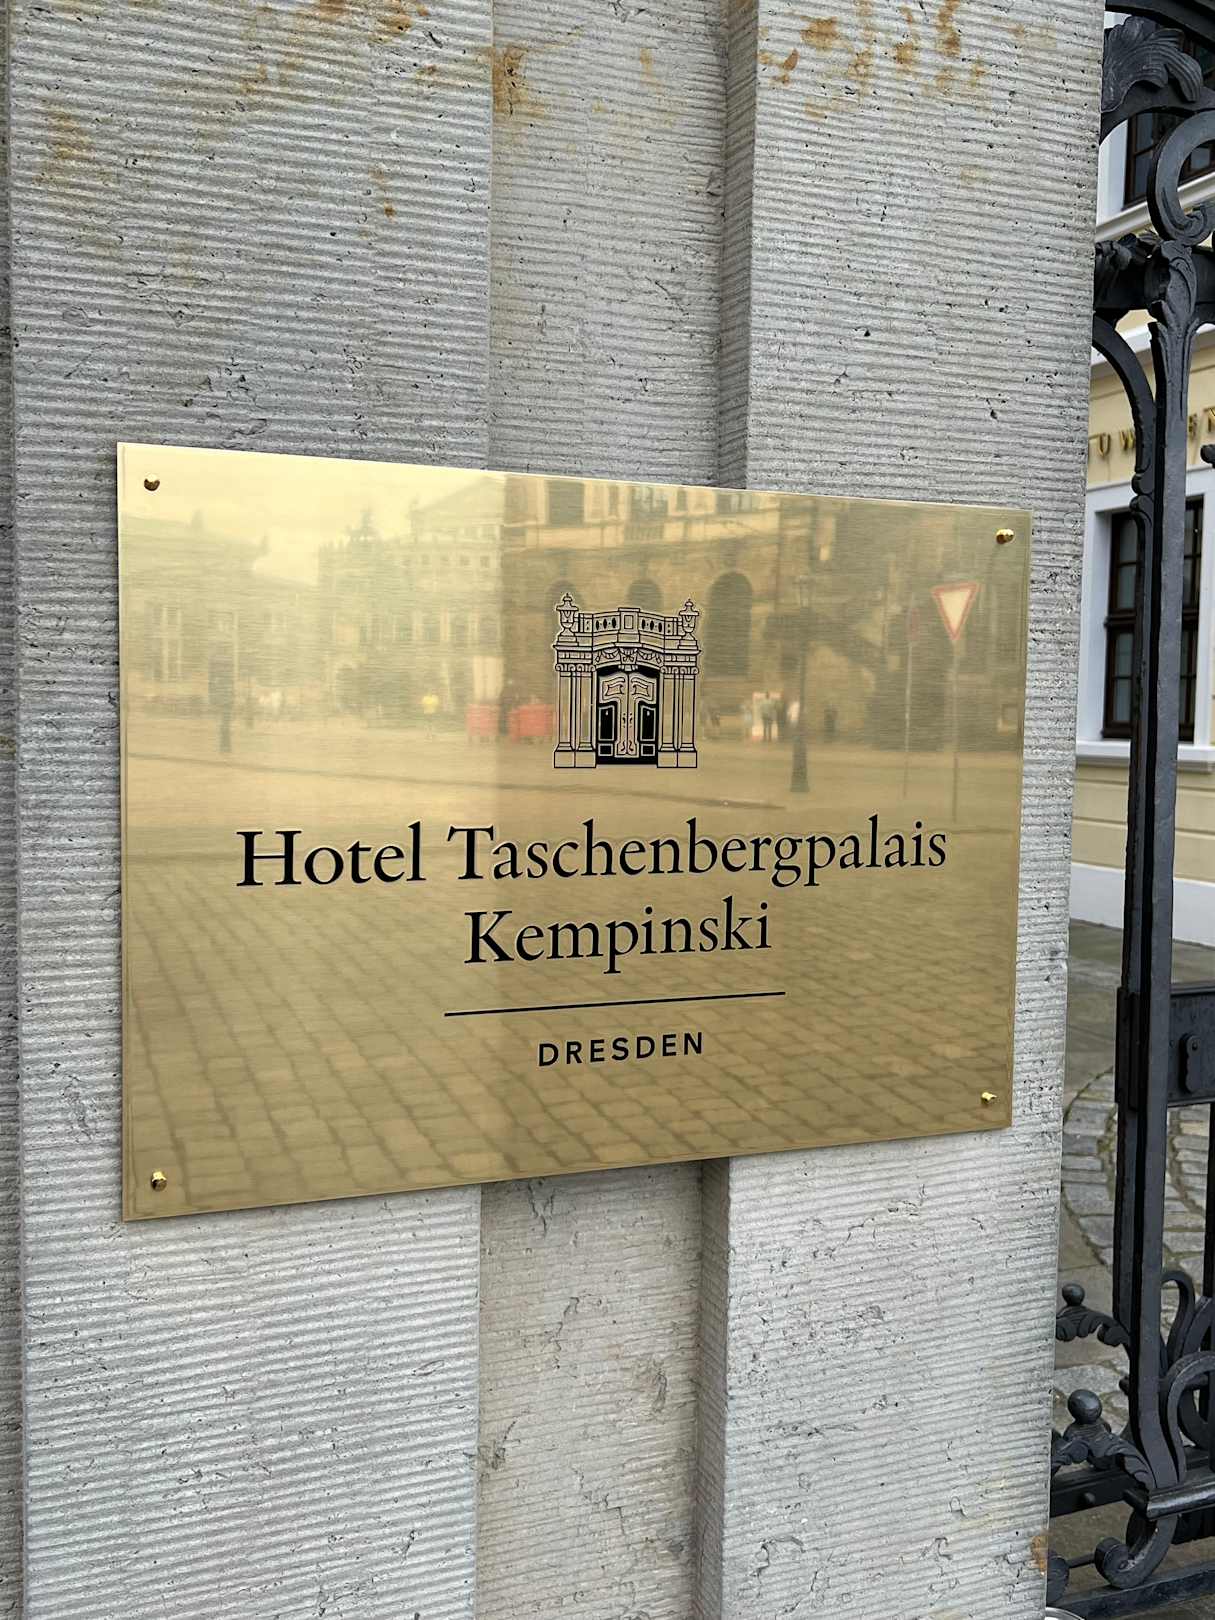 Hotel Taschenbergpalais
Kempinski
DRESDEN